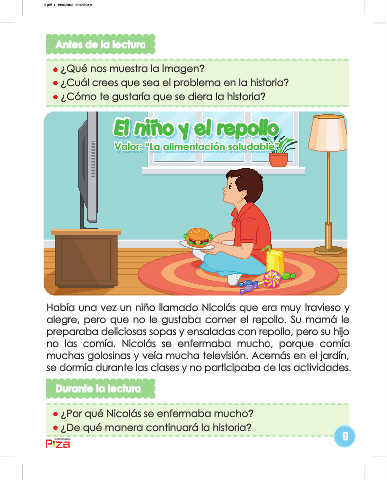 Antes de la lectura
• ¿Qué nos muestra la imagen?
• ¿Cuál crees que sea el problema en la historia?
• ¿Cómo te gustaría que se diera la historia?
El niño y el repollo
Valor: "La alimentación saludable"
Había una vez un niño llamado Nicolás que era muy travieso y
alegre, pero que no le gustaba comer el repollo. Su mamá le
preparaba deliciosas sopas y ensaladas con repollo, pero su hijo
no las comía. Nicolás se enfermaba mucho, porque comía
muchas golosinas y veía mucha televisión. Acemás en el jardín,
se dormía durante las clases y no participaba de las actividades.
Durante la lectura
• ¿Por qué Nicolás se enfermaba mucho?
• ¿De qué manera continuará la historia?
9